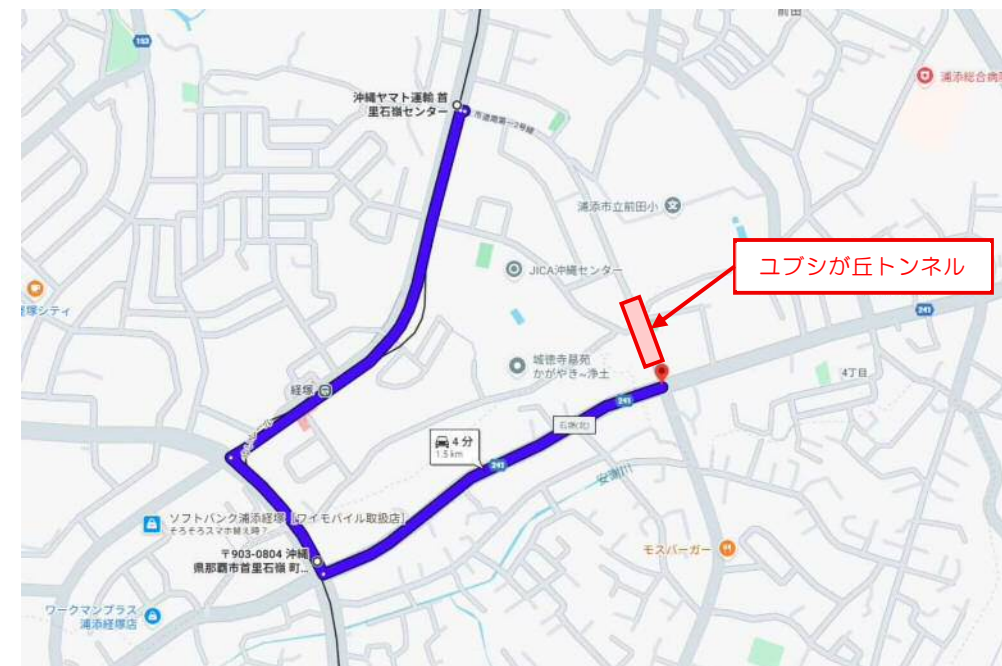 前田
153
浦添総合病
沖縄ヤマト運輸 首
里石嶺センター
浦添市立前田小
JICA沖縄センター
ユブシが丘トンネル
241
城徳寺墓苑
かがやき~浄土
4丁目
経塚
241
石嶺(北)
4 分
1.5 km
241
安謝川
ソフトバンク浦添経塚【ワイモバイル取扱店】
そろそろスマホ替え時?
〒903-0804 沖縄
県那覇市首里石嶺 町...
モスバーガー
ワークマンプラス
浦添経塚店